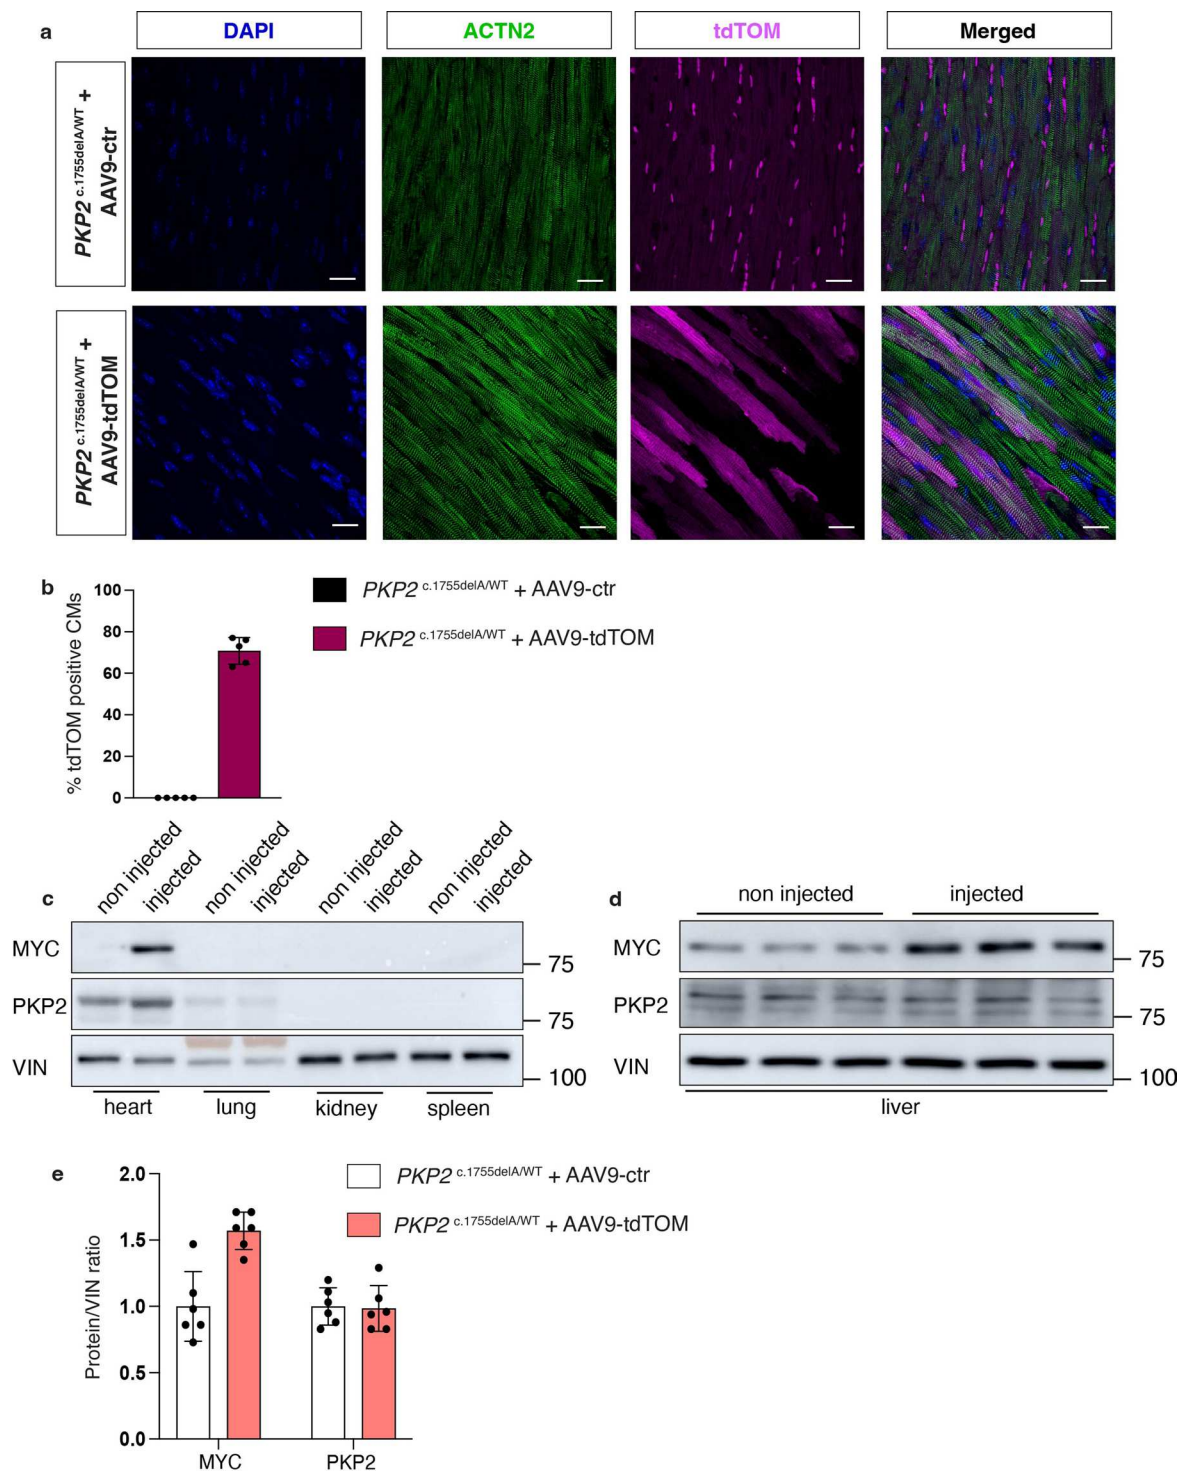 a
DAPI
ACTN2
tdTOM
Merged
PKP2 c.1755delA/WT +
AAV9-ctr
PKP2 c.1755delA/WT +
AAV9-tdTOM
b
% tdTOM positive CMs
100
80
60
40
20
0
PKP2 c.1755delA/WT + AAV9-ctr
PKP2 c.1755delA/WT + AAV9-tdTOM
c
non injected
injected
non injected
injected
non injected
injected
non injected
injected
MYC
75
PKP2
75
VIN
100
heart
lung
kidney
spleen
d
non injected
injected
MYC
75
PKP2
75
VIN
100
liver
e
Protein/VIN ratio
2.0
1.5
1.0
0.5
0.0
MYC
PKP2
PKP2 c.1755delA/WT + AAV9-ctr
PKP2 c.1755delA/WT + AAV9-tdTOM